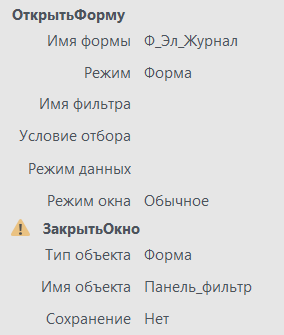 ОткрытьФорму
Имя формы Ф_Эл_Журнал
Режим Форма
Имя фильтра
Условие отбора
Режим данных
Режим окна Обычное
ЗакрытьОкно
Тип объекта Форма
Имя объекта Панель_фильтр
Сохранение Нет